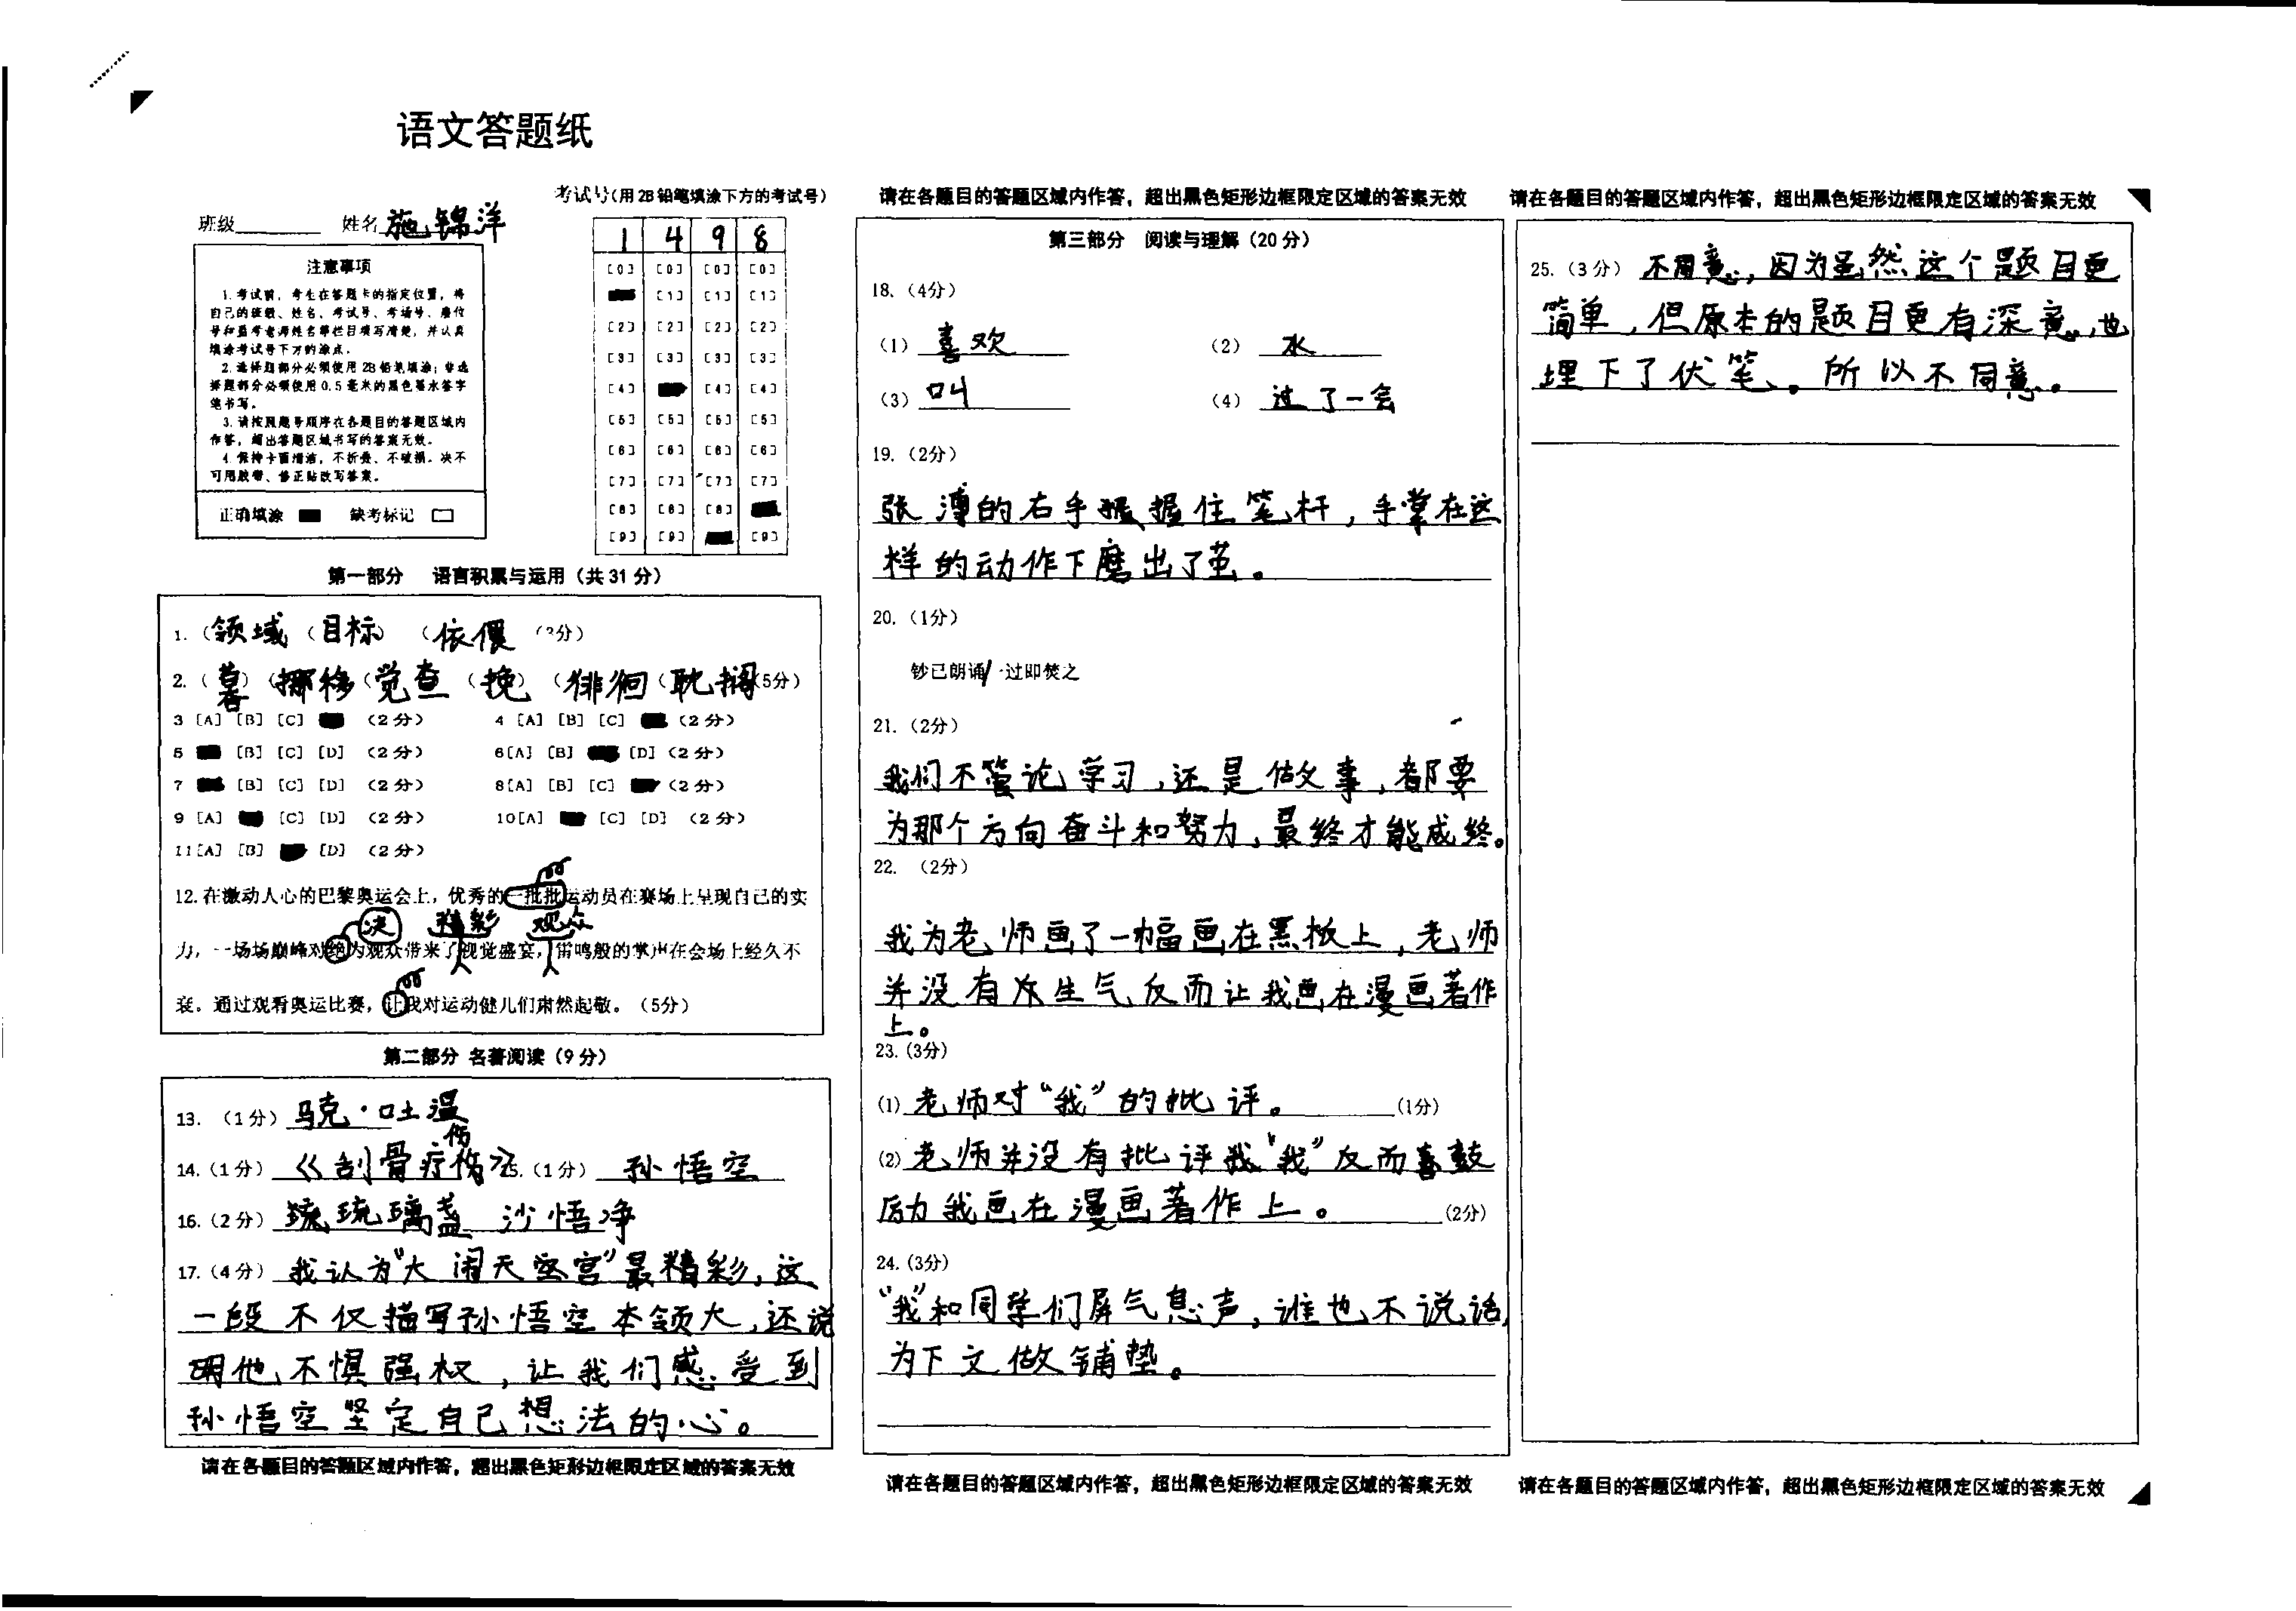 语文答题纸
班级 姓名 施锦洋
考试号(用 2B 铅笔填涂下方的考试号)
1 4 9 8
注意事项
1. 考试前，考生在答题卡的指定位置，将
自己的班级、姓名、考试号、考场号、座位
号和监考老师姓名等栏目填写清楚，并认真
填涂考试号下方的涂点。
2. 选择题部分必须使用 2B 铅笔填涂；非选
择题部分必须使用 0.5 毫米的黑色墨水签字
笔书写。
3. 请按照题号顺序在各题目的答题区域内
作答，超出答题区域书写的答案无效。
4. 保持卡面清洁，不折叠、不破损。决不
可用胶带、修正贴改写答案。
正确填涂 缺考标记
[0] [0] [0] [0]
[1] [1] [1]
[2] [2] [2] [2]
[3] [3] [3] [3]
[4] [4] [4]
[5] [5] [5] [5]
[6] [6] [6] [6]
[7] [7] [7] [7]
[8] [8] [8]
[9] [9] [9]
第一部分 语言积累与运用（共 31 分）
1. （领域（目标）（依偎（3分）
2. （ ）（挪移（觉查（挽）（徘徊（耽搁（5分）
3 [A] [B] [C] （2 分） 4 [A] [B] [C] （2 分）
5 [B] [C] [D] （2 分） 6[A] [B] [D]（2 分）
7 [B] [C] [D] （2 分） 8[A] [B] [C] （2 分）
9 [A] [C] [D] （2 分） 10[A] [C] [D] （2 分）
11[A] [B] [D] （2 分）
12. 在激动人心的巴黎奥运会上，优秀的一批批运动员在赛场上呈现自己的实
决 精彩 观众
力，一场场巅峰对绝为观众带来了视觉盛宴，雷鸣般的掌声在会场上经久不
衰。通过观看奥运比赛，让我对运动健儿们肃然起敬。（5分）
第二部分 名著阅读（9 分）
13. （1 分）马克·吐温
14.（1 分）《刮骨疗伤》 15.（1 分） 孙悟空
16.（2 分） 琉璃盏 沙悟净
17.（4 分） 我认为“大闹天宫”最精彩，这
一段不仅描写孙悟空本领大，还说
明他不惧强权，让我们感受到
孙悟空坚定自己想法的心。
请在各题目的答题区域内作答，超出黑色矩形边框限定区域的答案无效
请在各题目的答题区域内作答，超出黑色矩形边框限定区域的答案无效
第三部分 阅读与理解（20 分）
18.（4分）
（1） 喜欢 （2） 水
（3） 叫 （4） 过了一会
19.（2分）
张溥的右手握住笔杆，手掌在这
样的动作下磨出了茧。
20.（1分）
钞已朗诵/一过即焚之
21.（2分）
我们不管论学习，还是做事，都要
为那个方向奋斗和努力，最终才能成终。
22. （2分）
我为老师画了一幅画在黑板上，老师
并没有生气反而让我画在漫画著作
上。
23.（3分）
(1) 老师对“我”的批评。 (1分)
(2) 老师并没有批评我“我”反而喜鼓
励我画在漫画著作上。 (2分)
24.（3分）
“我”和同学们屏气息声，谁也不说话，
为下文做铺垫。
请在各题目的答题区域内作答，超出黑色矩形边框限定区域的答案无效
请在各题目的答题区域内作答，超出黑色矩形边框限定区域的答案无效
25.（3 分） 不同意，因为虽然这个题目更
简单，但原本的题目更有深意，也
埋下了伏笔。所以不同意。
请在各题目的答题区域内作答，超出黑色矩形边框限定区域的答案无效